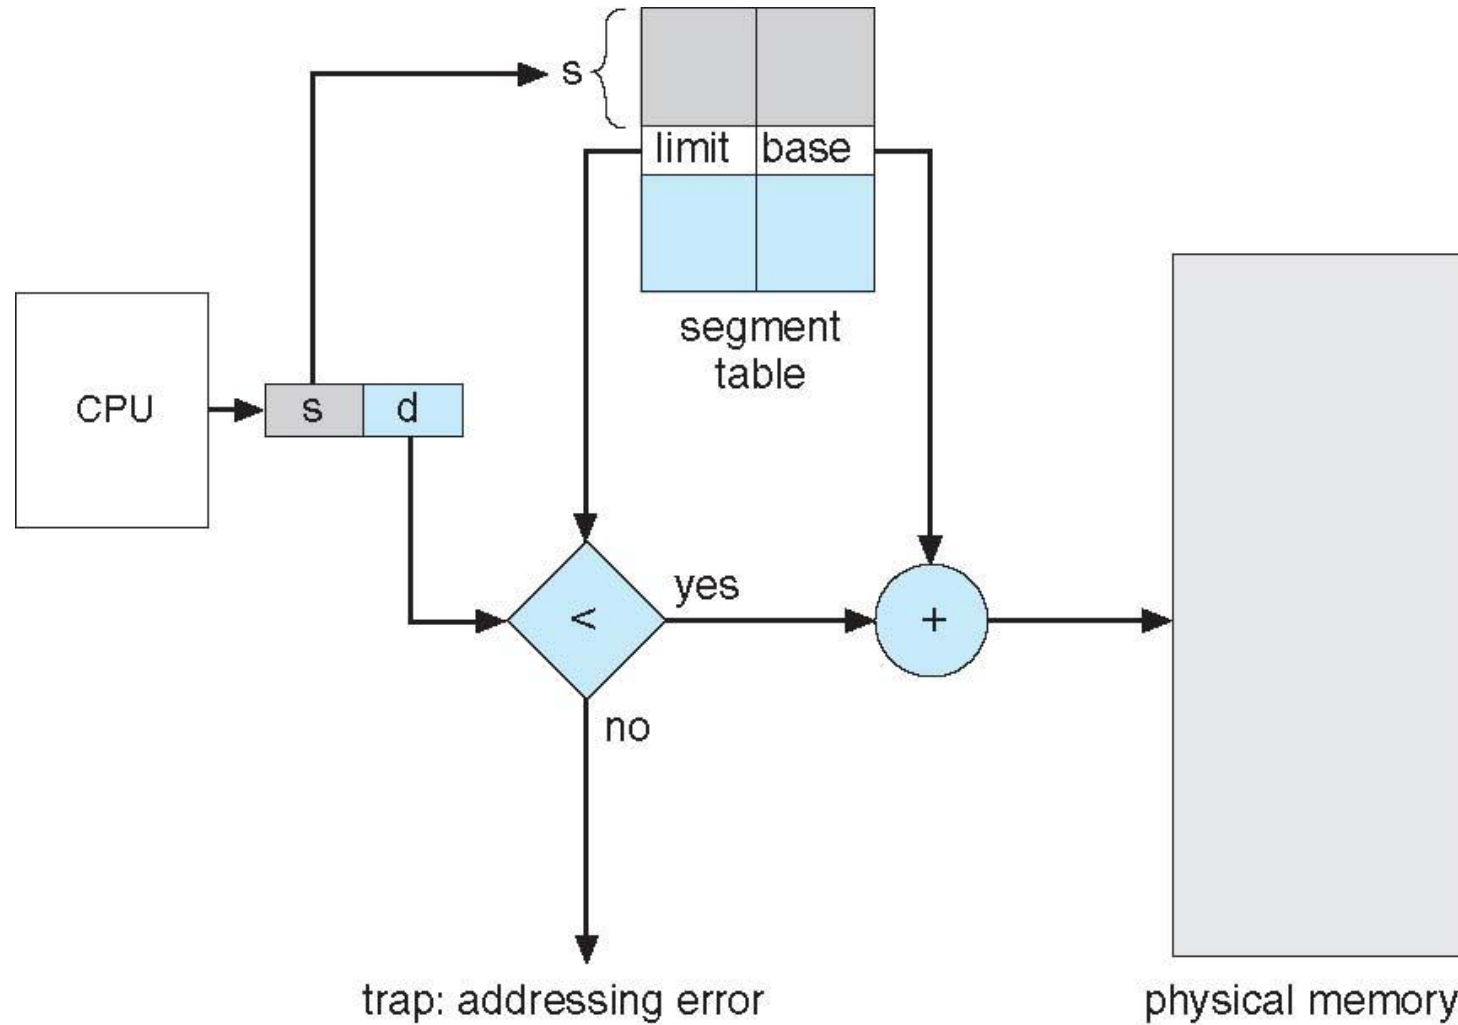 s
limit base
segment
table
CPU
s d
yes
<
+
no
trap: addressing error
physical memory